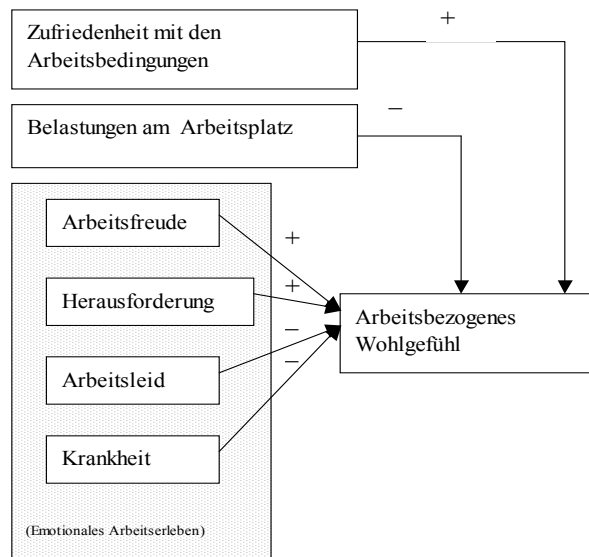 Zufriedenheit mit den
Arbeitsbedingungen
+
Belastungen am Arbeitsplatz
–
Arbeitsfreude
+
Herausforderung
+
–
Arbeitsleid
–
Krankheit
(Emotionales Arbeitserleben)
Arbeitsbezogenes
Wohlgefühl